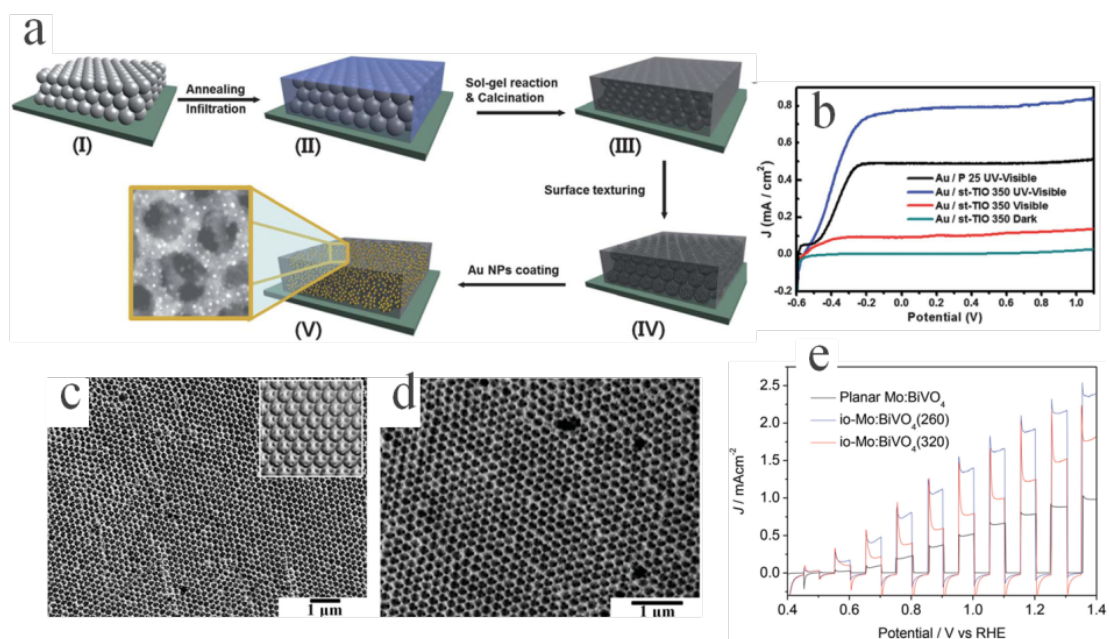 a
Annealing
Infiltration
Sol-gel reaction
& Calcination
(I)
(II)
(III)
Surface texturing
Au NPs coating
(V)
(IV)
b
0.8
0.6
0.4
0.2
0.0
0.2
J (mA / cm²)
Au / P 25 UV-Visible
Au / st-TIO 350 UV-Visible
Au / st-TIO 350 Visible
Au / st-TIO 350 Dark
-0.6 -0.4 -0.2 0.0 0.2 0.4 0.6 0.8 1.0
Potential (V)
c
1 µm
d
1 µm
e
2.5
2.0
1.5
1.0
0.5
0.0
J / mAcm⁻²
Planar Mo:BiVO₄
io-Mo:BiVO₄(260)
io-Mo:BiVO₄(320)
0.4 0.6 0.8 1.0 1.2 1.4
Potential / V vs RHE